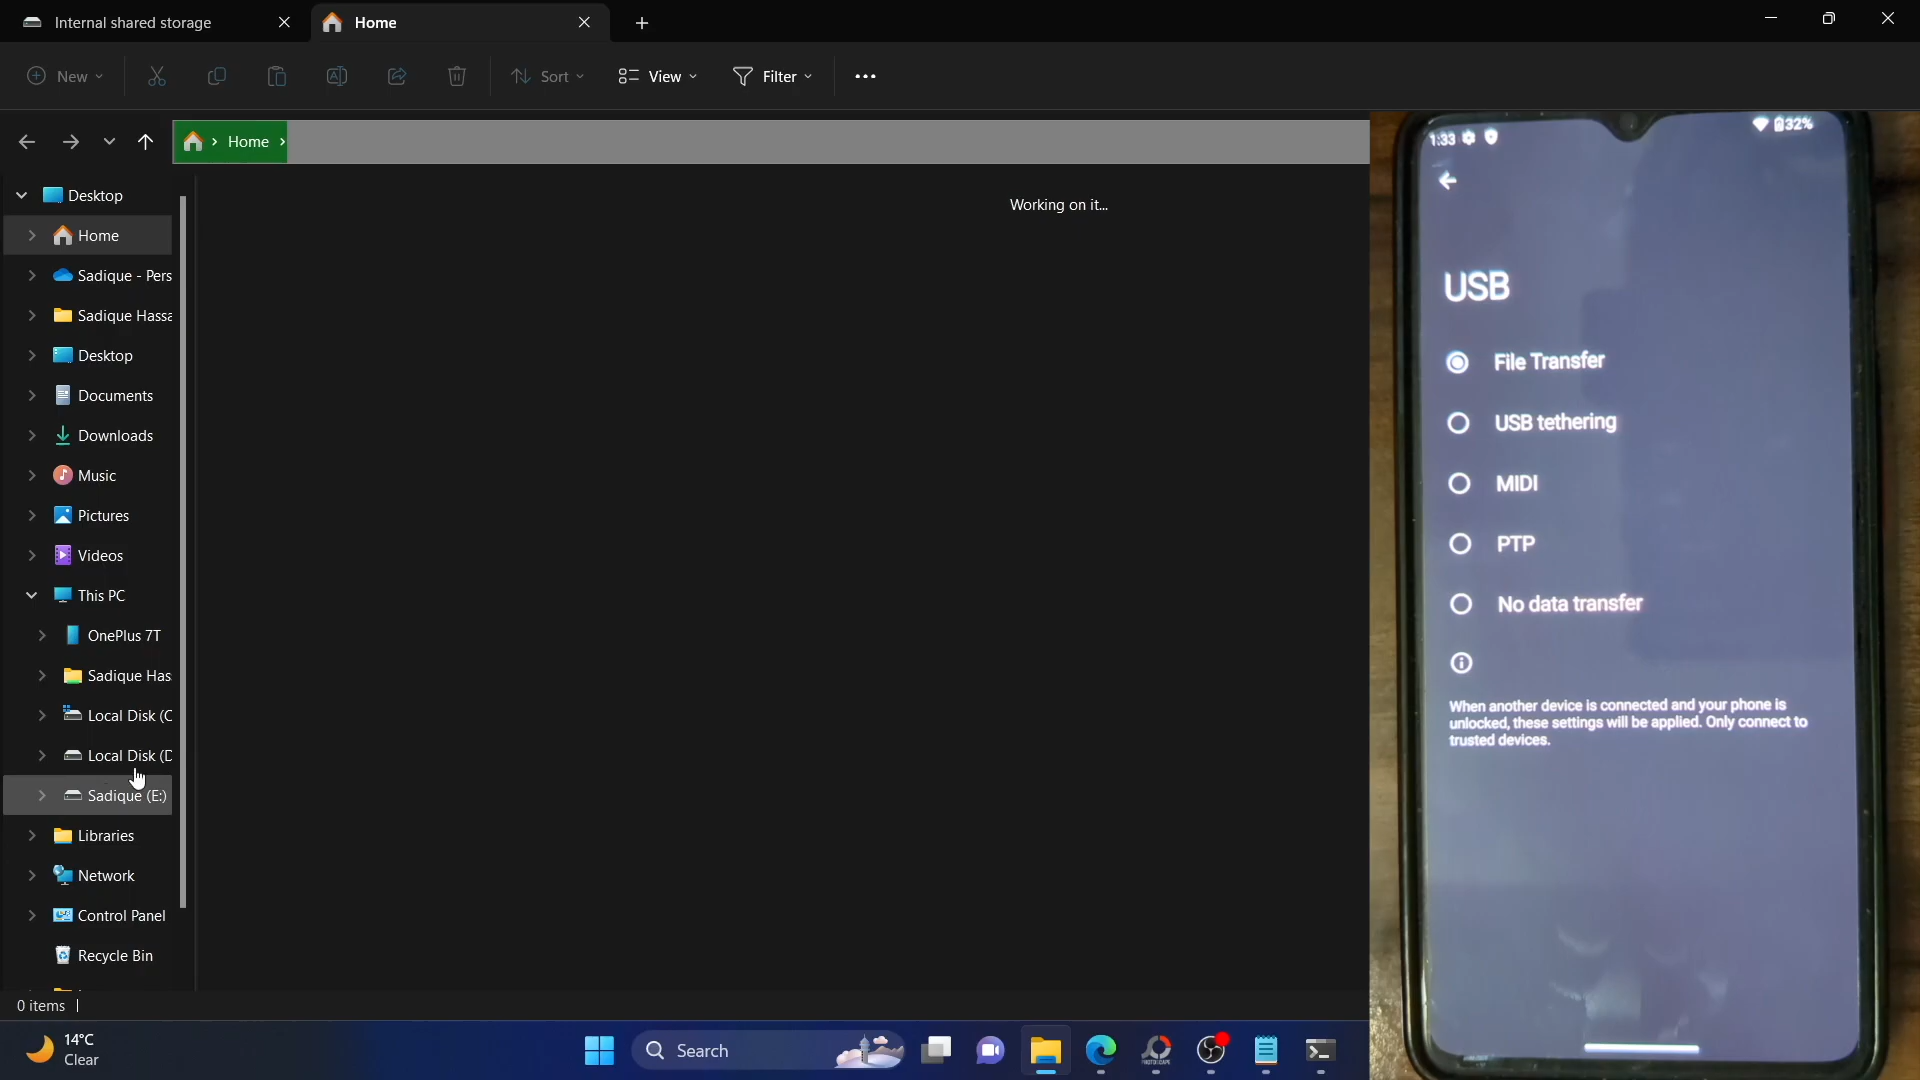 Internal shared storage
Home
New
Sort
View
Filter
Home
Desktop
Home
Sadique - Pers
Sadique Hassa
Desktop
Documents
Downloads
Music
Pictures
Videos
This PC
OnePlus 7T
Sadique Has
Local Disk (C
Local Disk (D
Sadique (E:)
Libraries
Network
Control Panel
Recycle Bin
Working on it...
0 items
14°C
Clear
Search
1:33
32%
USB
File Transfer
USB tethering
MIDI
PTP
No data transfer
When another device is connected and your phone is
unlocked, these settings will be applied. Only connect to
trusted devices.